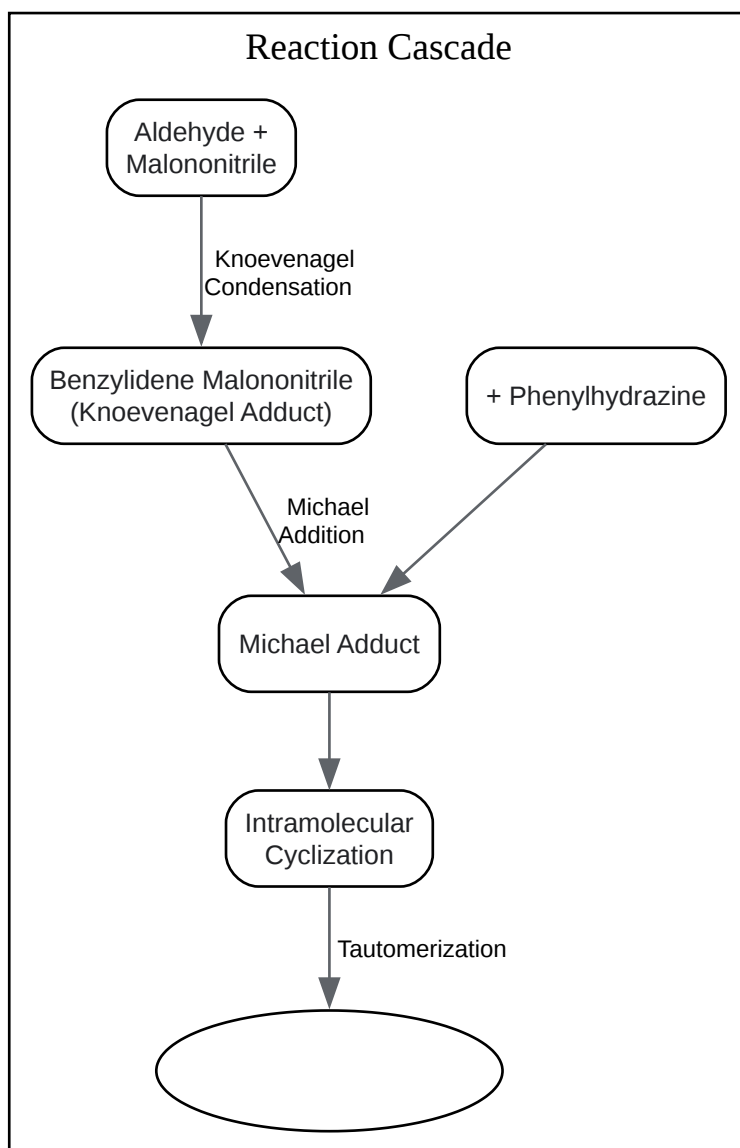 Reaction Cascade
Aldehyde +
Malononitrile
Knoevenagel
Condensation
Benzylidene Malononitrile
(Knoevenagel Adduct)
+ Phenylhydrazine
Michael
Addition
Michael Adduct
Intramolecular
Cyclization
Tautomerization